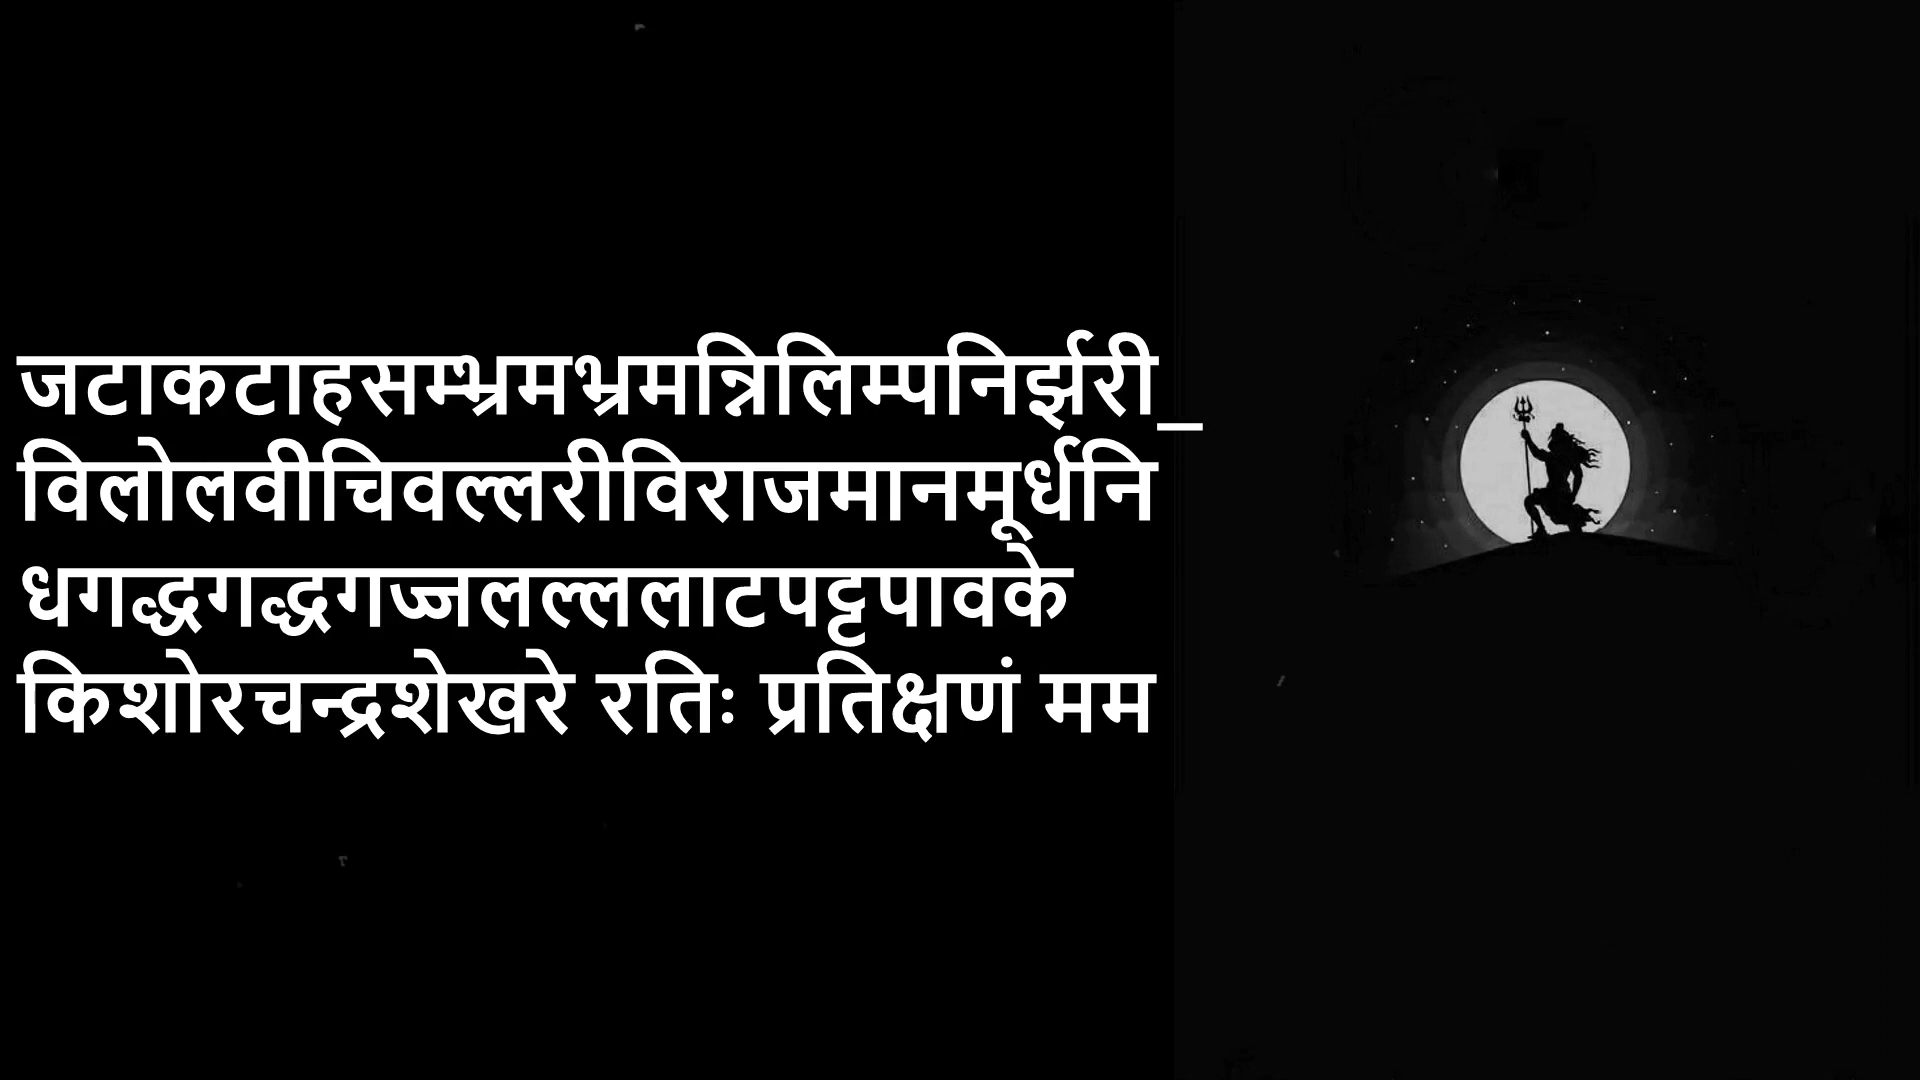 जटाकटाहसम्भ्रमभ्रमन्निलिम्पनिर्झरी_
विलोलवीचिवल्लरीविराजमानमूर्धनि
धगद्धगद्धगज्जलल्ललाटपट्टपावके
किशोरचन्द्रशेखरे रतिः प्रतिक्षणं मम